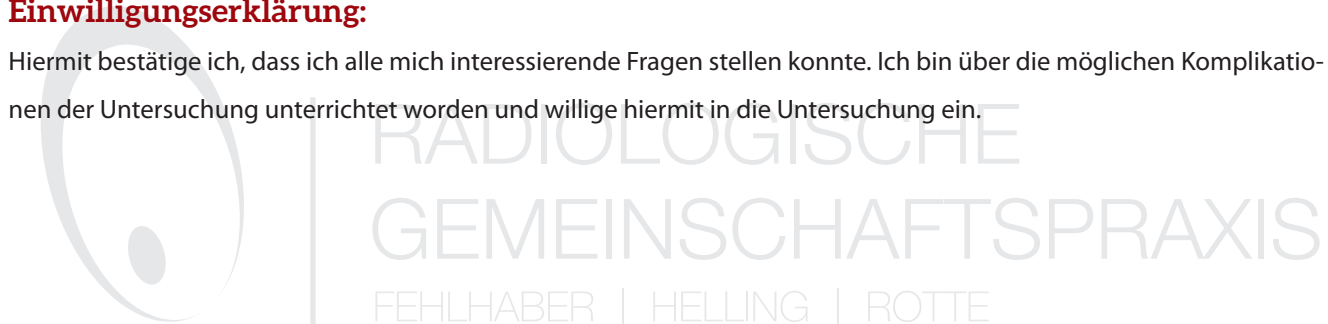 Einwilligungserklärung:
Hiermit bestätige ich, dass ich alle mich interessierende Fragen stellen konnte. Ich bin über die möglichen Komplikatio-
nen der Untersuchung unterrichtet worden und willige hiermit in die Untersuchung ein.
RADIOLOGISCHE
GEMEINSCHAFTSPRAXIS
FEHLHABER | HELLING | ROTTE